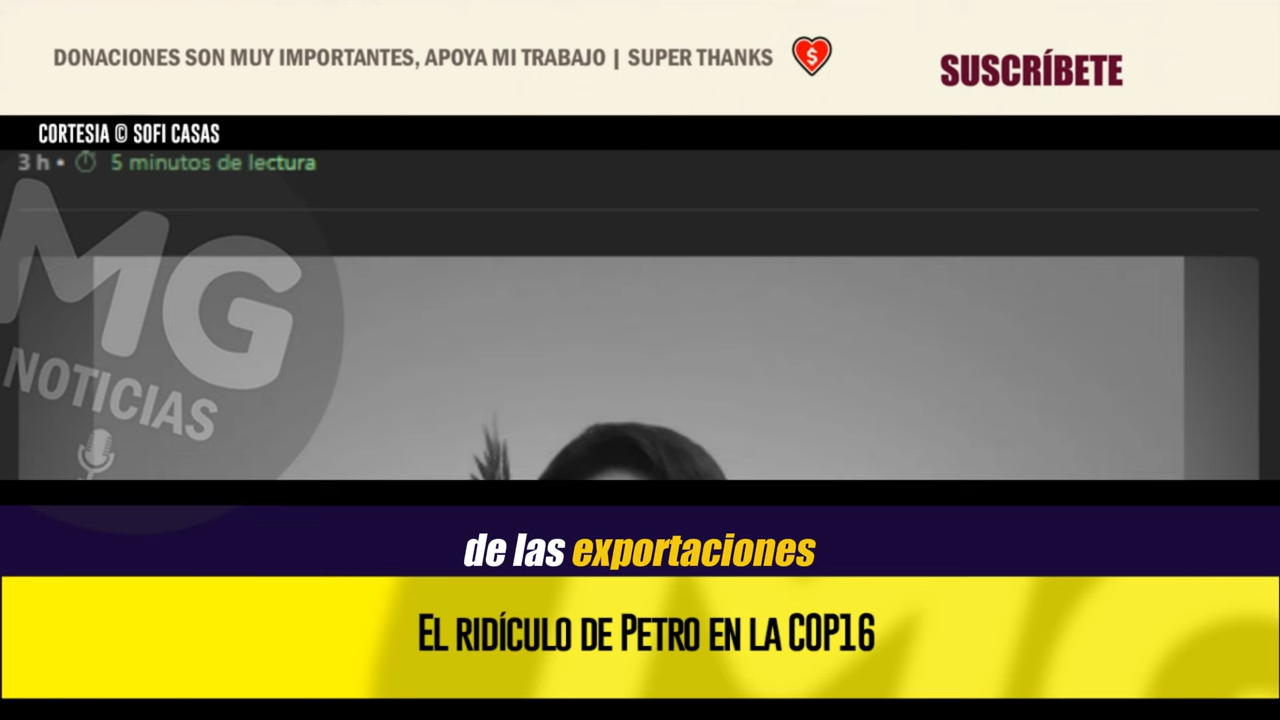 DONACIONES SON MUY IMPORTANTES, APOYA MI TRABAJO | SUPER THANKS
SUSCRÍBETE
CORTESIA © SOFI CASAS
3 h • 5 minutos de lectura
MG
NOTICIAS
de las exportaciones
EL RIDÍCULO DE PETRO EN LA COP16